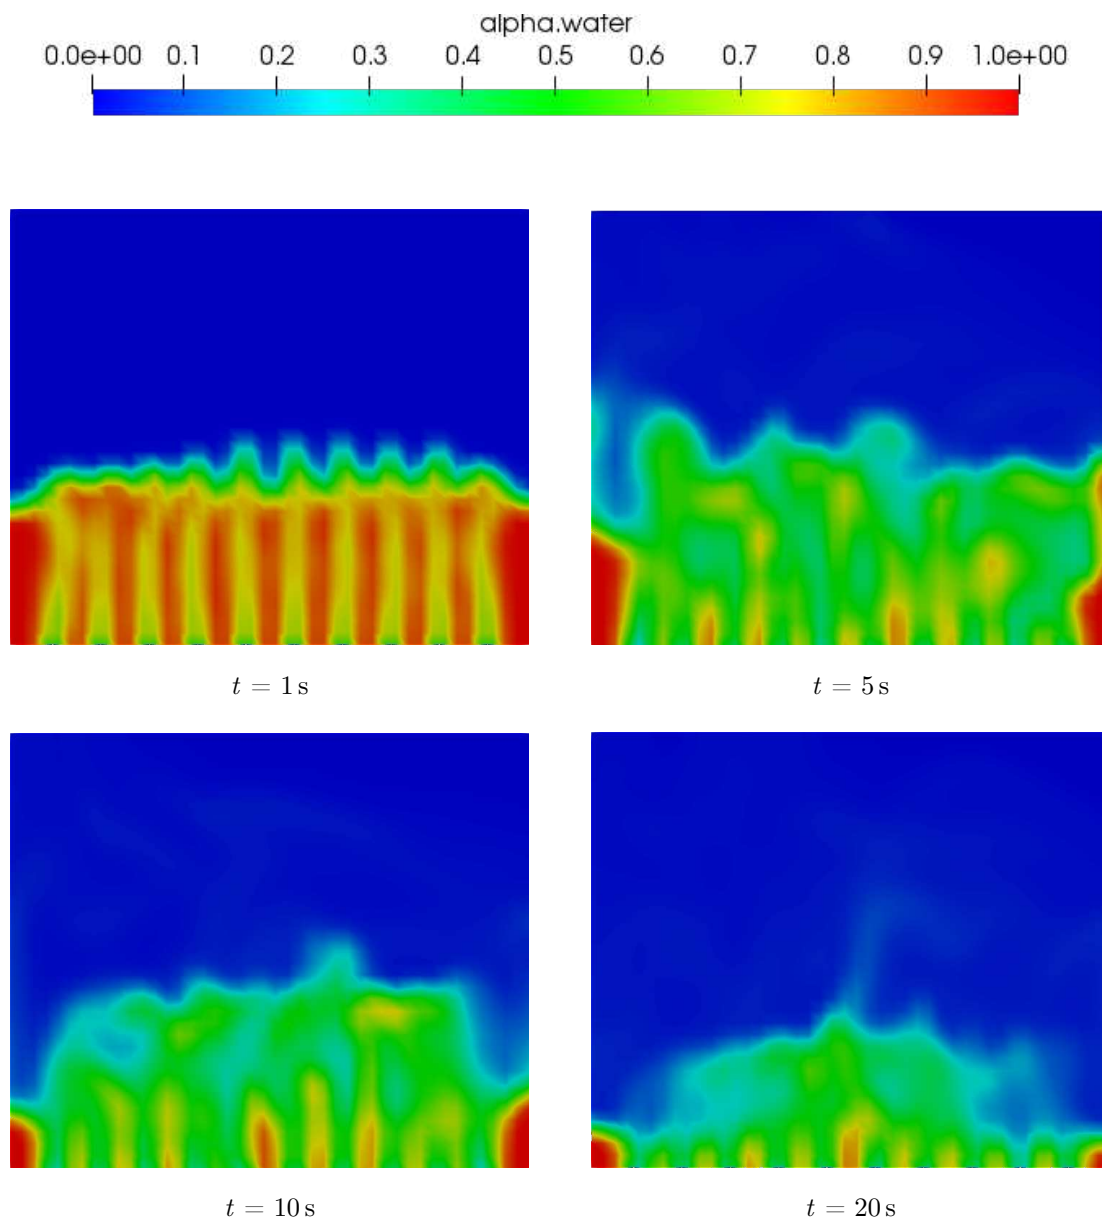 alpha.water
0.0e+00 0.1 0.2 0.3 0.4 0.5 0.6 0.7 0.8 0.9 1.0e+00
t = 1 s
t = 5 s
t = 10 s
t = 20 s